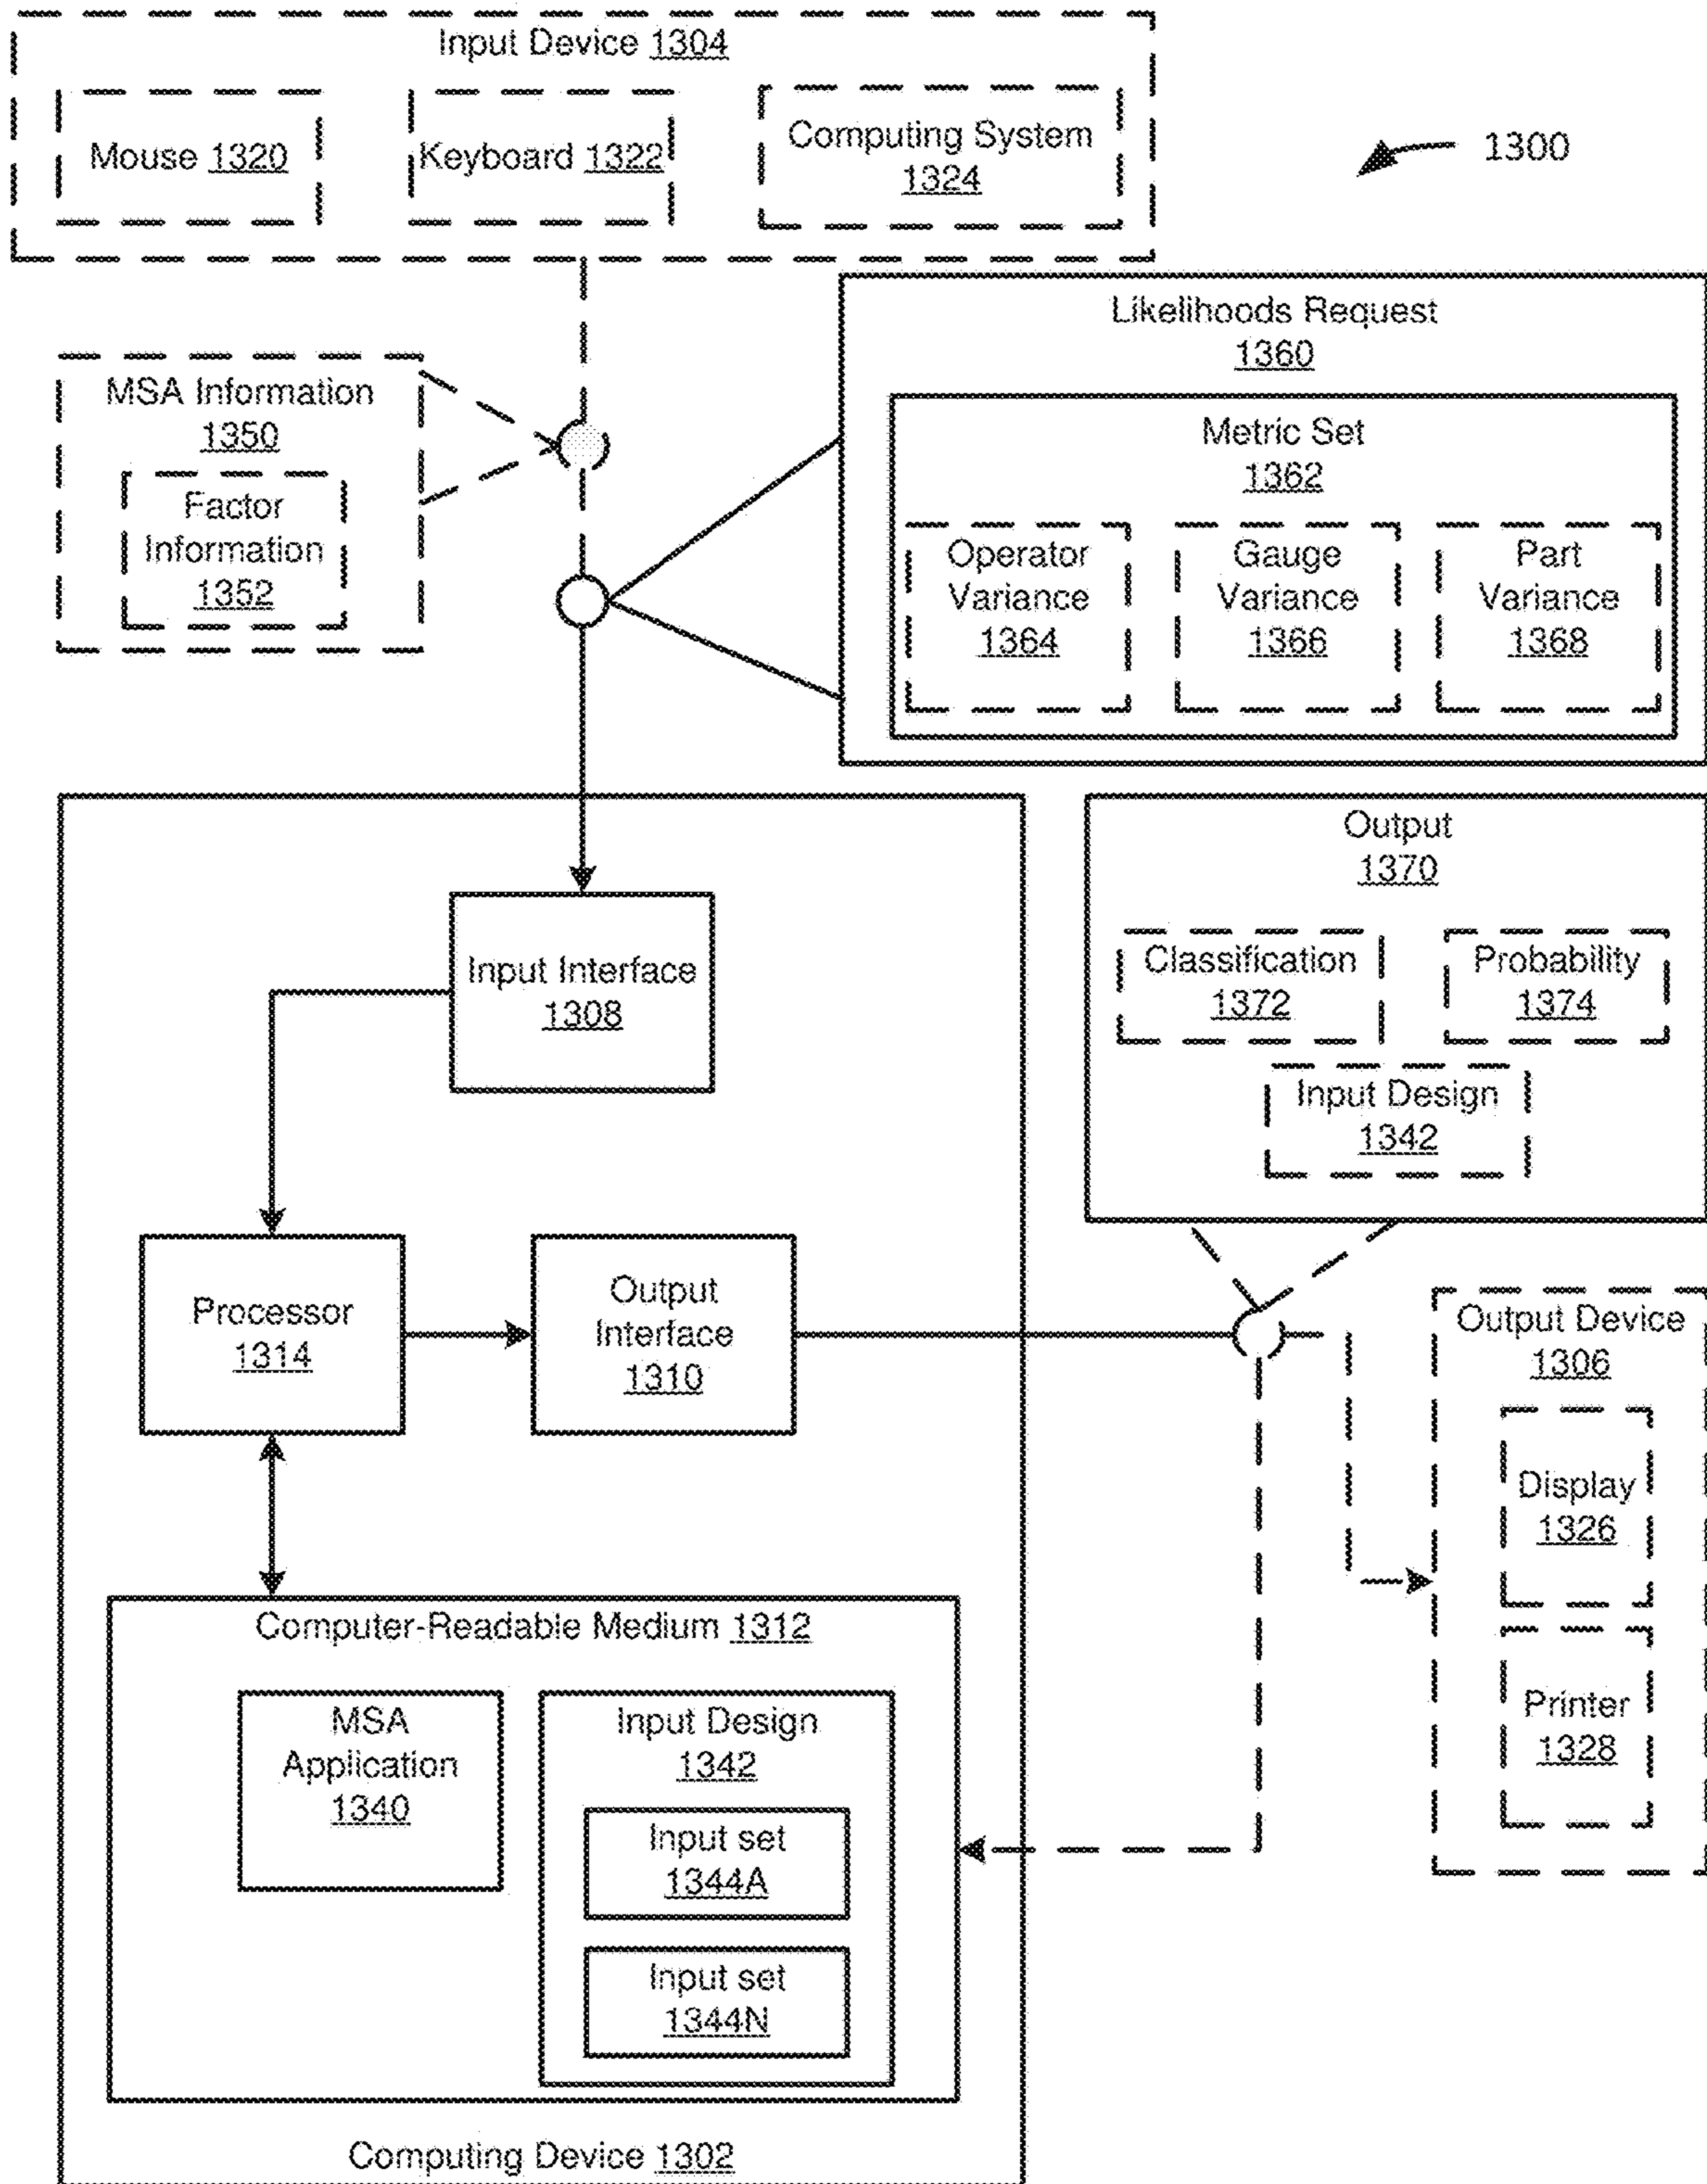 Input Device 1304
Mouse 1320
Keyboard 1322
Computing System
1324
1300
MSA Information
1350
Factor
Information
1352
Likelihoods Request
1360
Metric Set
1362
Operator
Variance
1364
Gauge
Variance
1366
Part
Variance
1368
Input Interface
1308
Output
1370
Classification
1372
Probability
1374
Input Design
1342
Processor
1314
Output
Interface
1310
Output Device
1306
Display
1326
Printer
1328
Computer-Readable Medium 1312
MSA
Application
1340
Input Design
1342
Input set
1344A
Input set
1344N
Computing Device 1302